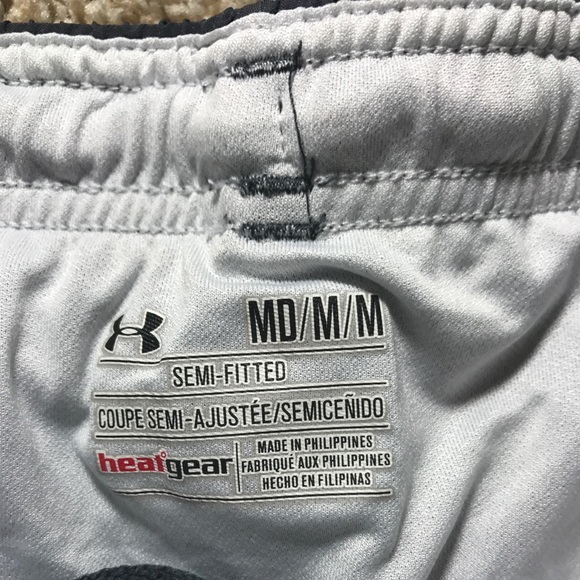 MD/M/M
SEMI-FITTED
COUPE SEMI-AJUSTÉE/SEMICEÑIDO
heatgear
MADE IN PHILIPPINES
FABRIQUÉ AUX PHILIPPINES
HECHO EN FILIPINAS